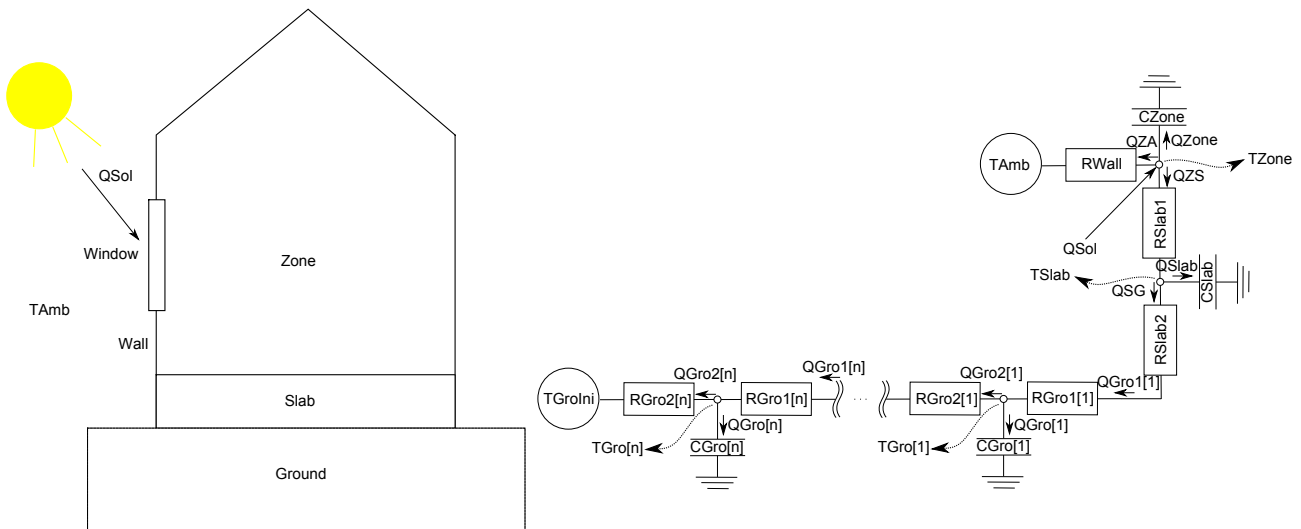 QSol
Window
TAmb
Wall
Zone
Slab
Ground
CZone
QZA
QZone
TAmb
RWall
TZone
QZS
RSlab1
QSol
TSlab
QSlab
CSlab
QSG
RSlab2
QGro1[n]
QGro2[n]
QGro2[1]
QGro1[1]
TGroIni
RGro2[n]
RGro1[n]
...
RGro2[1]
RGro1[1]
QGro[n]
QGro[1]
TGro[n]
CGro[n]
TGro[1]
CGro[1]